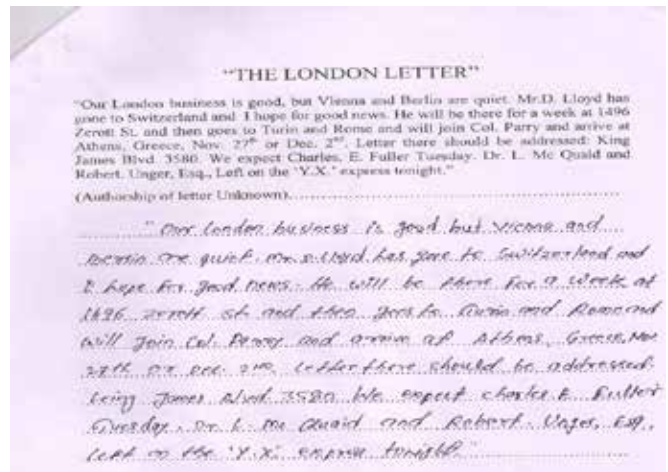 "THE LONDON LETTER"
"Our London business is good, but Vienna and Berlin are quiet. Mr.D. Lloyd has
gone to Switzerland and I hope for good news. He will be there for a week at 1496
Zerott St. and then goes to Turin and Rome and will join Col. Parry and arrive at
Athens, Greece, Nov. 27th or Dec. 2nd. Letter there should be addressed: King
James Blvd. 3580. We expect Charles, E. Fuller Tuesday. Dr. L. Mc Quaid and
Robert. Unger, Esq., Left on the 'Y.X.' express tonight."
(Authorship of letter Unknown)
"Our London business is good but Vienna and
Berlin are quiet. Mr. D. Lloyd has gone to Switzerland and
I hope for good news. He will be there for a week at
1496 Zerott st and then goes to Turin and Rome and
will join Col. Parry and arrive at Athens, Greece, Nov
27th or Dec. 2nd. Letter there should be addressed.
King James Blvd 3580. We expect Charles E. Fuller
Tuesday. Dr. L. Mc Quaid and Robert. Unger, Esq.,
Left on the 'Y.X.' express tonight."